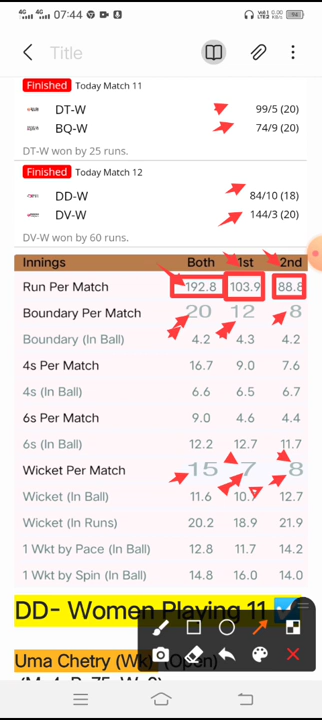 4G 4G 07:44
Title
Finished Today Match 11
DT-W 99/5 (20)
BQ-W 74/9 (20)
DT-W won by 25 runs.
Finished Today Match 12
DD-W 84/10 (18)
DV-W 144/3 (20)
DV-W won by 60 runs.
Innings Both 1st 2nd
Run Per Match 192.8 103.9 88.8
Boundary Per Match 20 12 8
Boundary (In Ball) 4.2 4.3 4.2
4s Per Match 16.7 9.0 7.6
4s (In Ball) 6.6 6.5 6.7
6s Per Match 9.0 4.6 4.4
6s (In Ball) 12.2 12.7 11.7
Wicket Per Match 15 7 8
Wicket (In Ball) 11.6 10.7 12.7
Wicket (In Runs) 20.2 18.9 21.9
1 Wkt by Pace (In Ball) 12.8 11.7 14.2
1 Wkt by Spin (In Ball) 14.8 16.0 14.0
DD- Women Playing 11
Uma Chetry (Wk) (Open)